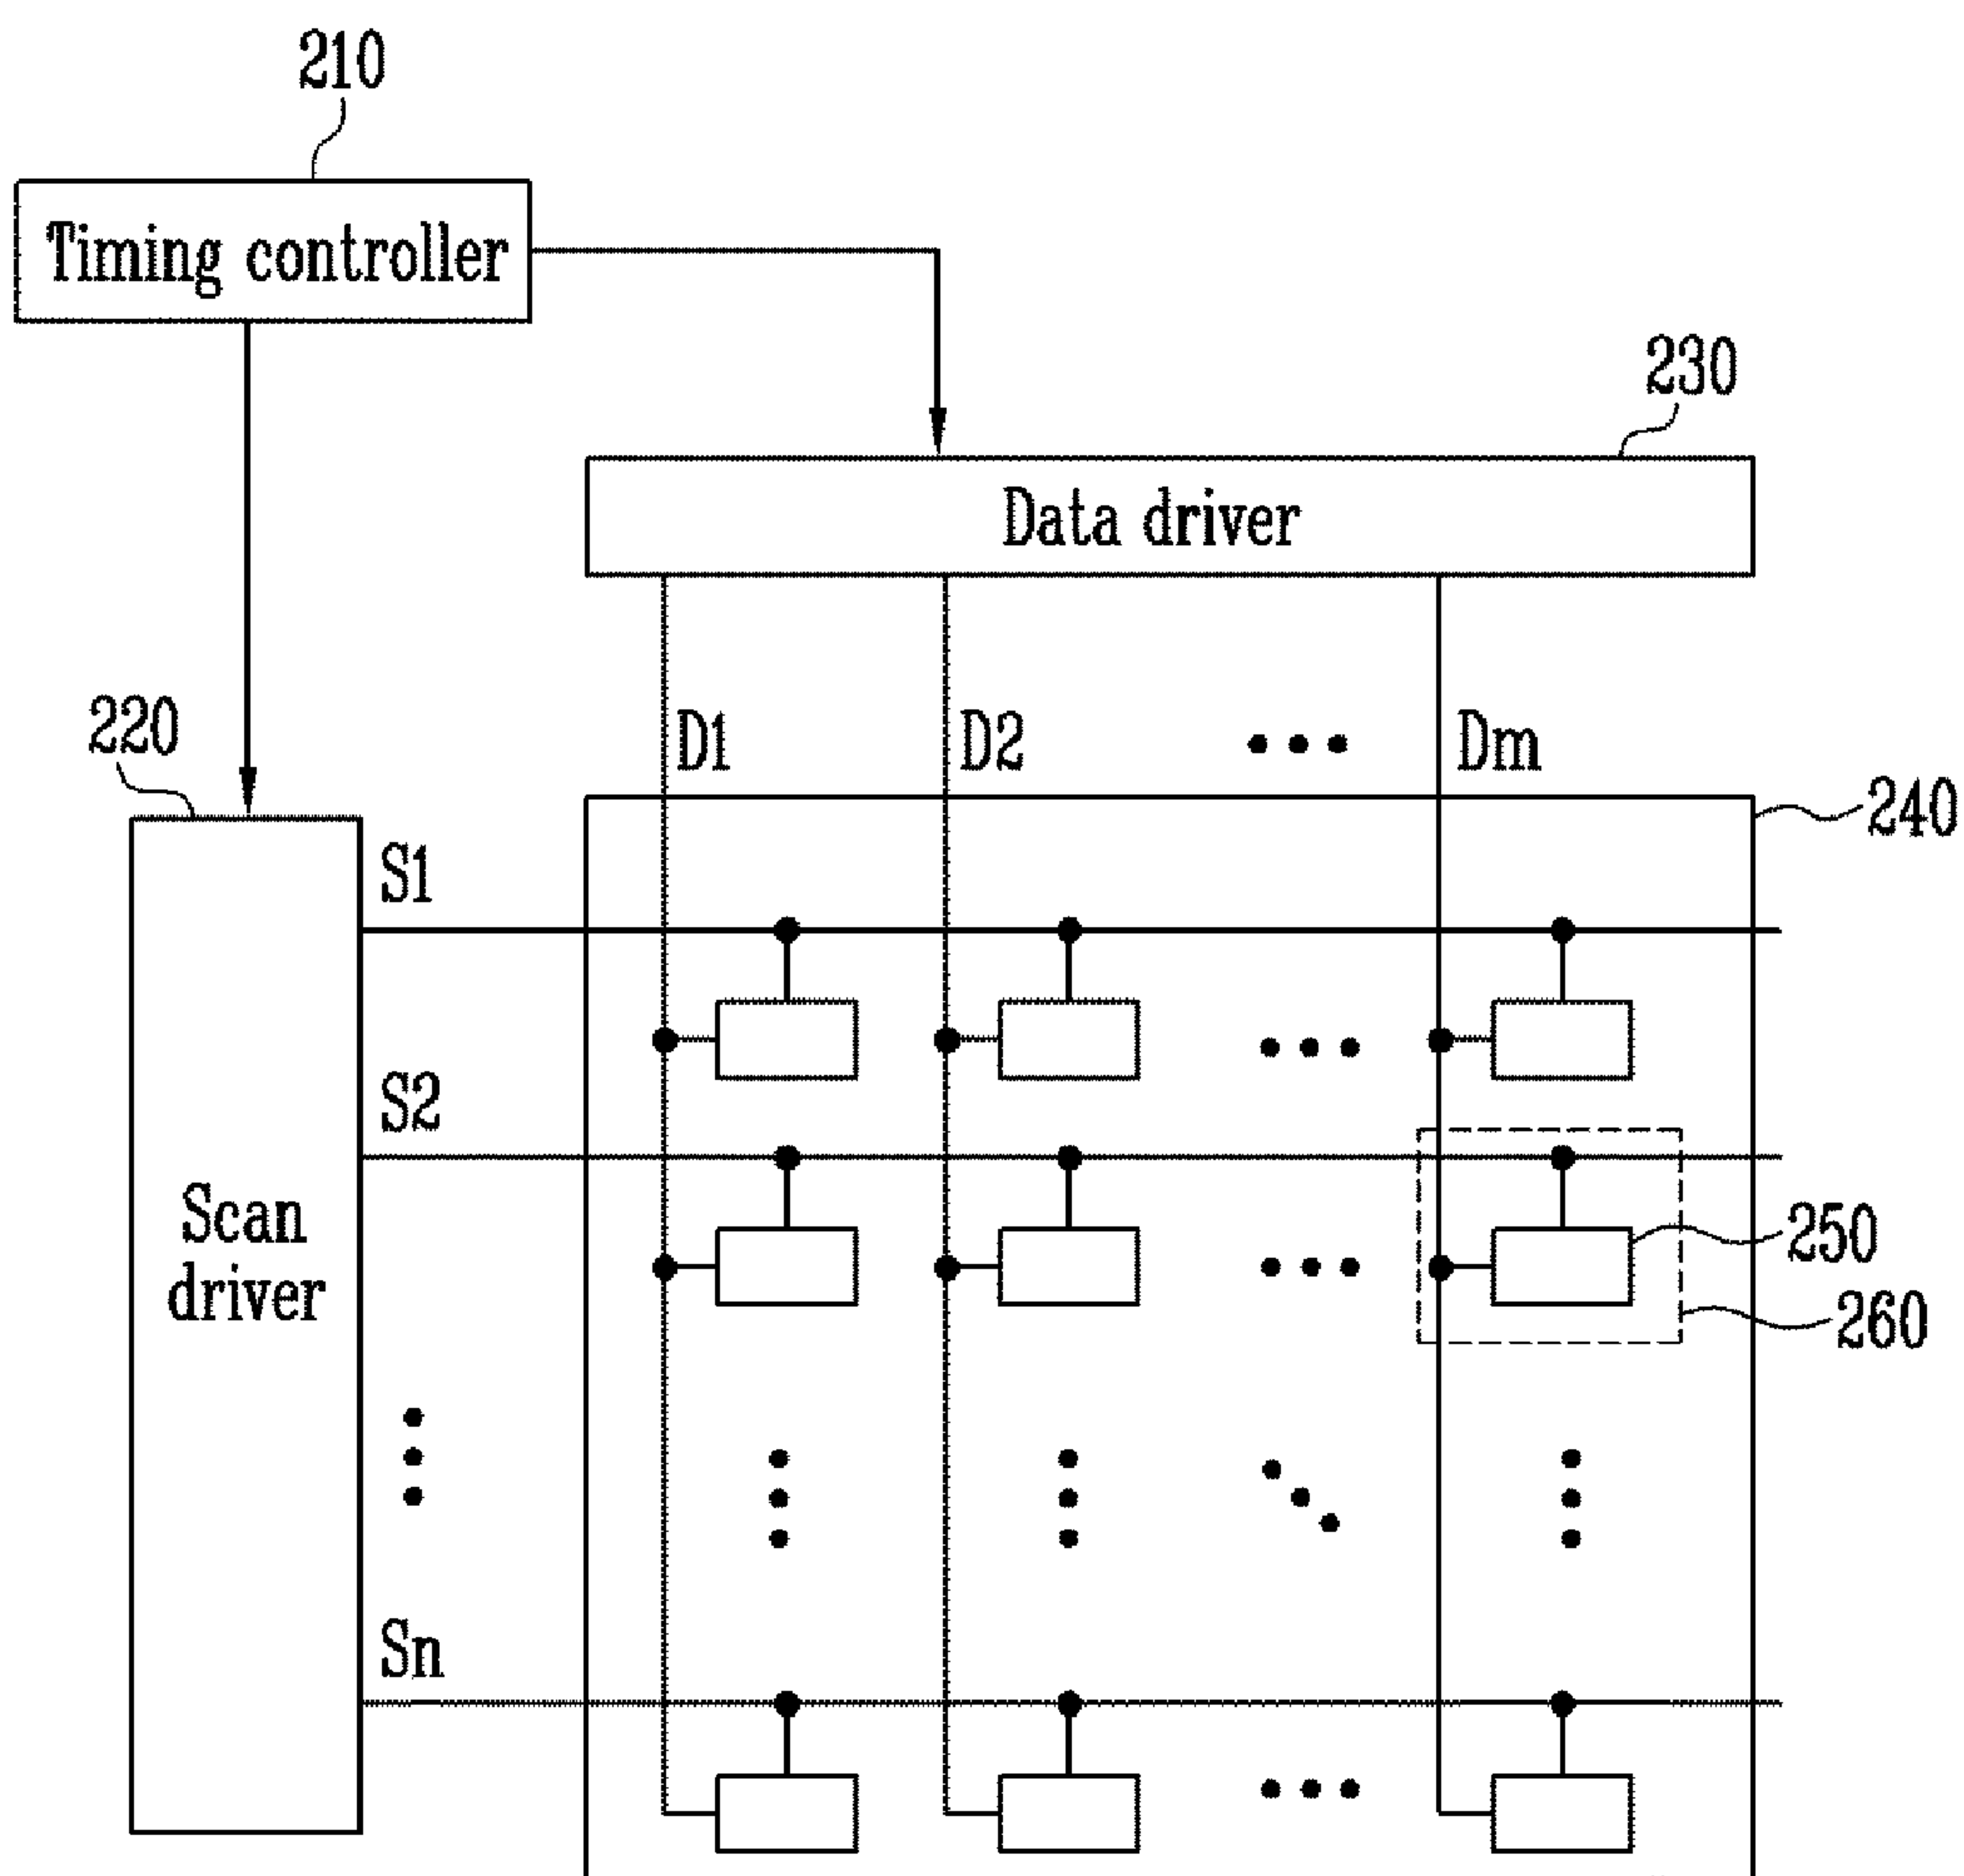 210
Timing controller
230
Data driver
220
D1
D2
Dm
240
S1
S2
Scan
driver
250
260
Sn